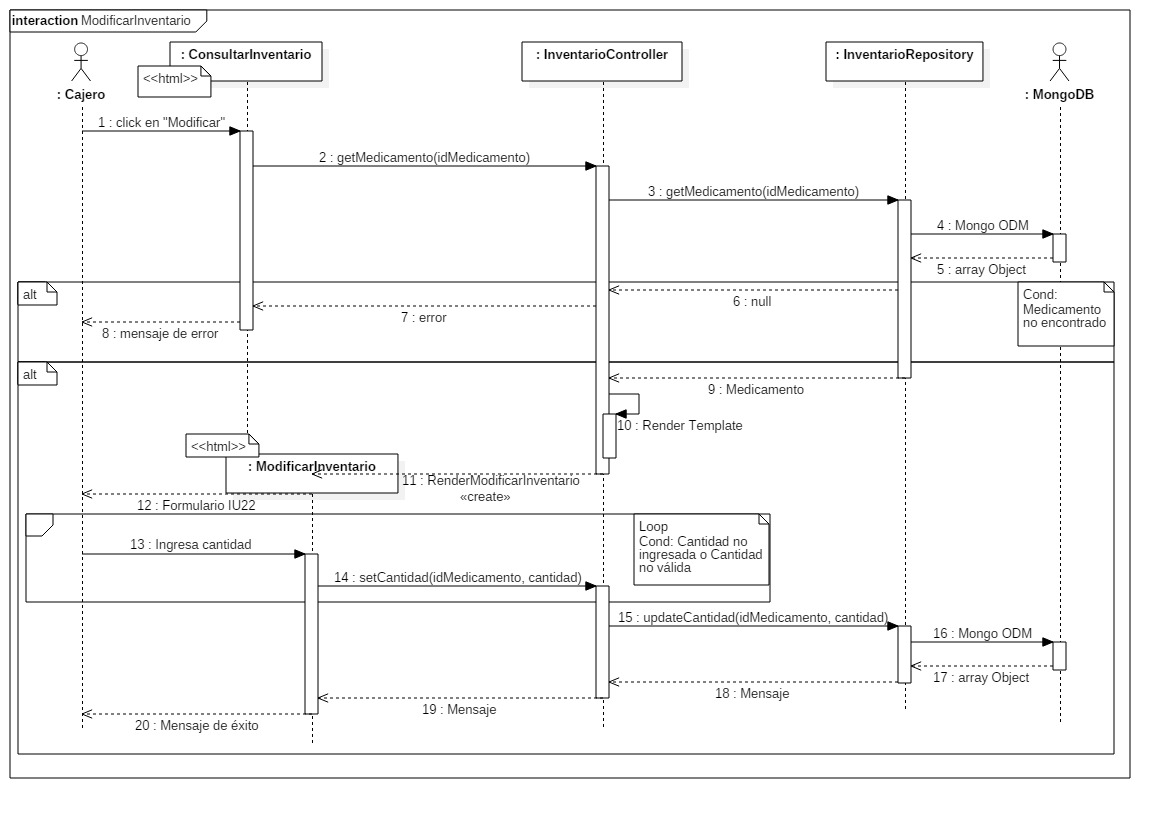 interaction ModificarInventario
: ConsultarInventario
: InventarioController
: InventarioRepository
<<html>>
: Cajero
: MongoDB
1 : click en "Modificar"
2 : getMedicamento(idMedicamento)
3 : getMedicamento(idMedicamento)
4 : Mongo ODM
5 : array Object
alt
Cond:
Medicamento
no encontrado
6 : null
7 : error
8 : mensaje de error
alt
9 : Medicamento
10 : Render Template
<<html>>
: ModificarInventario
11 : RenderModificarInventario
«create»
12 : Formulario IU22
Loop
Cond: Cantidad no
ingresada o Cantidad
no válida
13 : Ingresa cantidad
14 : setCantidad(idMedicamento, cantidad)
15 : updateCantidad(idMedicamento, cantidad)
16 : Mongo ODM
17 : array Object
18 : Mensaje
19 : Mensaje
20 : Mensaje de éxito